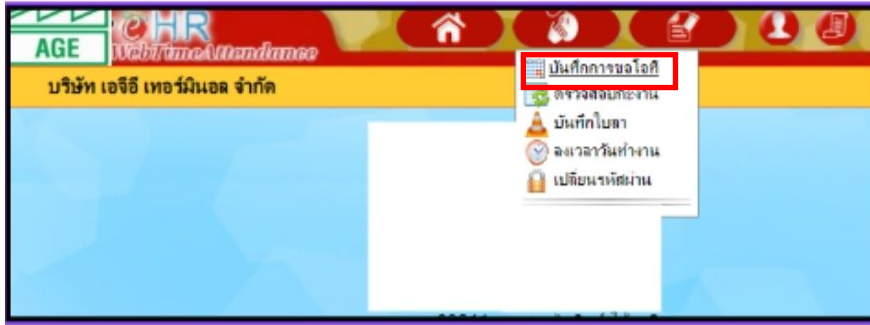 AGE
eHR
WebTimeAttendance
บริษัท เอจีอี เทอร์มินอล จำกัด
บันทึกการขอโอที
ตรวจสอบกะงาน
บันทึกใบลา
ลงเวลาวันทำงาน
เปลี่ยนรหัสผ่าน